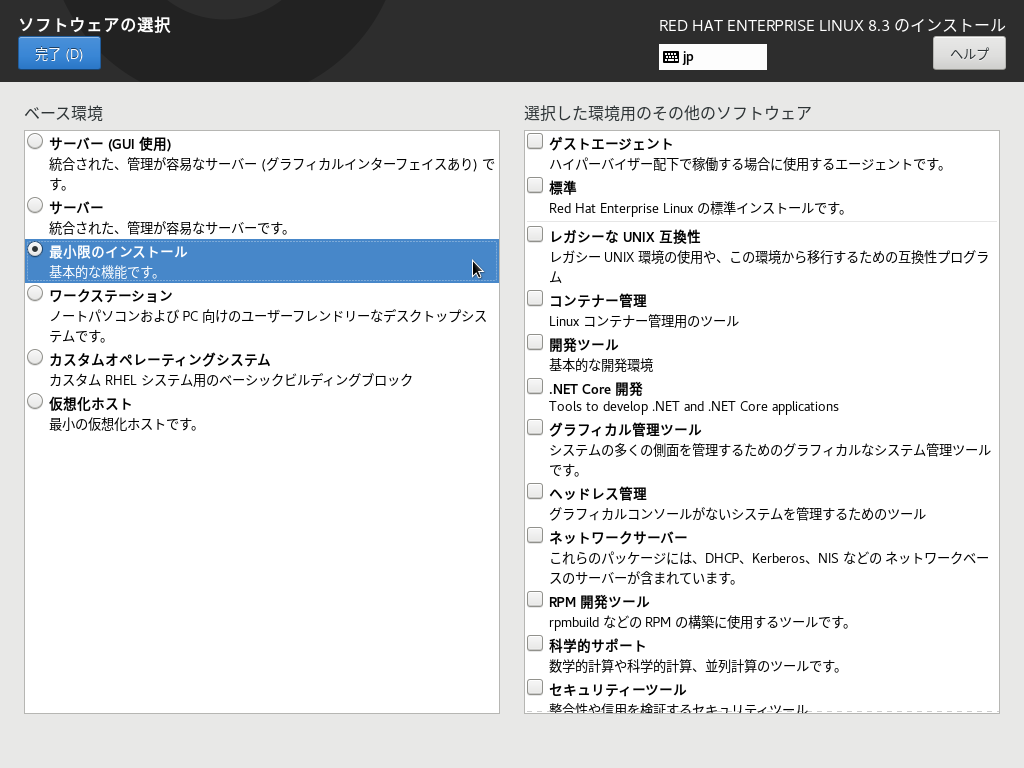 ソフトウェアの選択
完了 (D)
RED HAT ENTERPRISE LINUX 8.3 のインストール
jp
ヘルプ
ベース環境
サーバー (GUI 使用)
統合された、管理が容易なサーバー (グラフィカルインターフェイスあり) で
す。
サーバー
統合された、管理が容易なサーバーです。
最小限のインストール
基本的な機能です。
ワークステーション
ノートパソコンおよび PC 向けのユーザーフレンドリーなデスクトップシス
テムです。
カスタムオペレーティングシステム
カスタム RHEL システム用のベーシックビルディングブロック
仮想化ホスト
最小の仮想化ホストです。
選択した環境用のその他のソフトウェア
ゲストエージェント
ハイパーバイザー配下で稼働する場合に使用するエージェントです。
標準
Red Hat Enterprise Linux の標準インストールです。
レガシーな UNIX 互換性
レガシー UNIX 環境の使用や、この環境から移行するための互換性プログラ
ム
コンテナー管理
Linux コンテナー管理用のツール
開発ツール
基本的な開発環境
.NET Core 開発
Tools to develop .NET and .NET Core applications
グラフィカル管理ツール
システムの多くの側面を管理するためのグラフィカルなシステム管理ツール
です。
ヘッドレス管理
グラフィカルコンソールがないシステムを管理するためのツール
ネットワークサーバー
これらのパッケージには、DHCP、Kerberos、NIS などの ネットワークベー
スのサーバーが含まれています。
RPM 開発ツール
rpmbuild などの RPM の構築に使用するツールです。
科学的サポート
数学的計算や科学的計算、並列計算のツールです。
セキュリティーツール
整合性や信用を検証するセキュリティツール